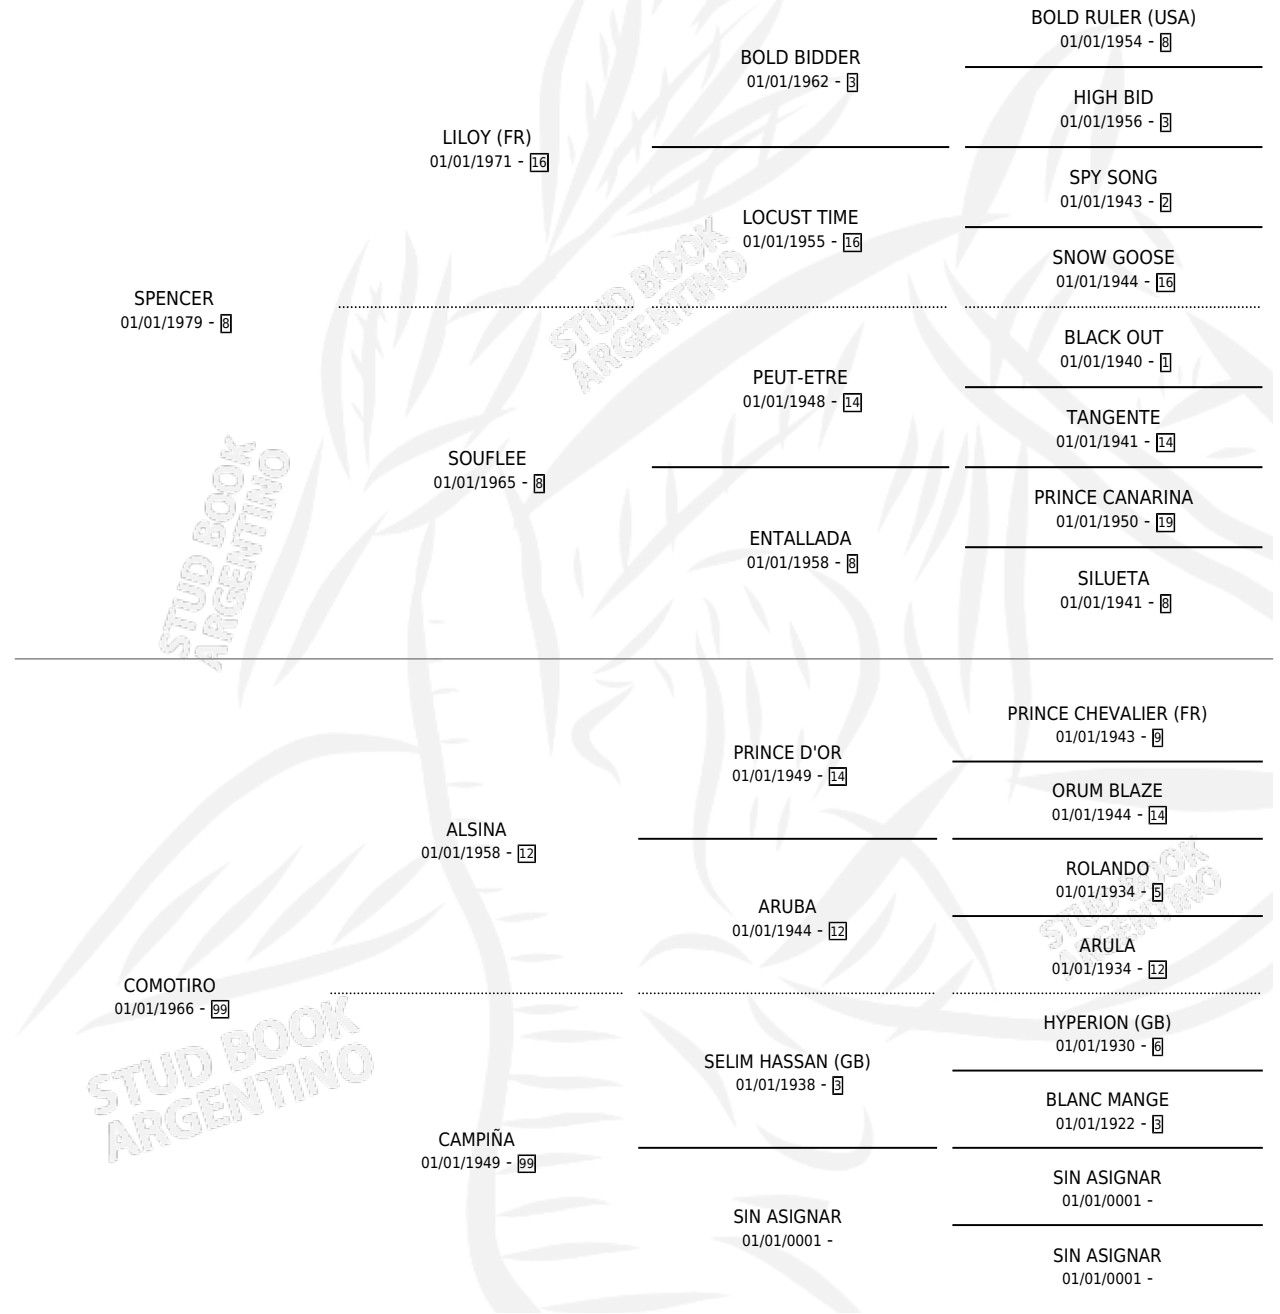 BOLD RULER (USA)
01/01/1954 - 8
BOLD BIDDER
01/01/1962 - 3
HIGH BID
01/01/1956 - 3
LILOY (FR)
01/01/1971 - 16
SPY SONG
01/01/1943 - 2
LOCUST TIME
01/01/1955 - 16
SNOW GOOSE
01/01/1944 - 16
SPENCER
01/01/1979 - 8
BLACK OUT
01/01/1940 - 1
PEUT-ETRE
01/01/1948 - 14
TANGENTE
01/01/1941 - 14
SOUFLEE
01/01/1965 - 8
PRINCE CANARINA
01/01/1950 - 19
ENTALLADA
01/01/1958 - 8
SILUETA
01/01/1941 - 8
PRINCE CHEVALIER (FR)
01/01/1943 - 9
PRINCE D'OR
01/01/1949 - 14
ORUM BLAZE
01/01/1944 - 14
ALSINA
01/01/1958 - 12
ROLANDO
01/01/1934 - 5
ARUBA
01/01/1944 - 12
ARULA
01/01/1934 - 12
COMOTIRO
01/01/1966 - 99
HYPERION (GB)
01/01/1930 - 6
SELIM HASSAN (GB)
01/01/1938 - 3
BLANC MANGE
01/01/1922 - 3
CAMPIÑA
01/01/1949 - 99
SIN ASIGNAR
01/01/0001 -
SIN ASIGNAR
01/01/0001 -
SIN ASIGNAR
01/01/0001 -
STUD BOOK
ARGENTINO
STUD BOOK
ARGENTINO
STUD BOOK
ARGENTINO
STUD BOOK
ARGENTINO